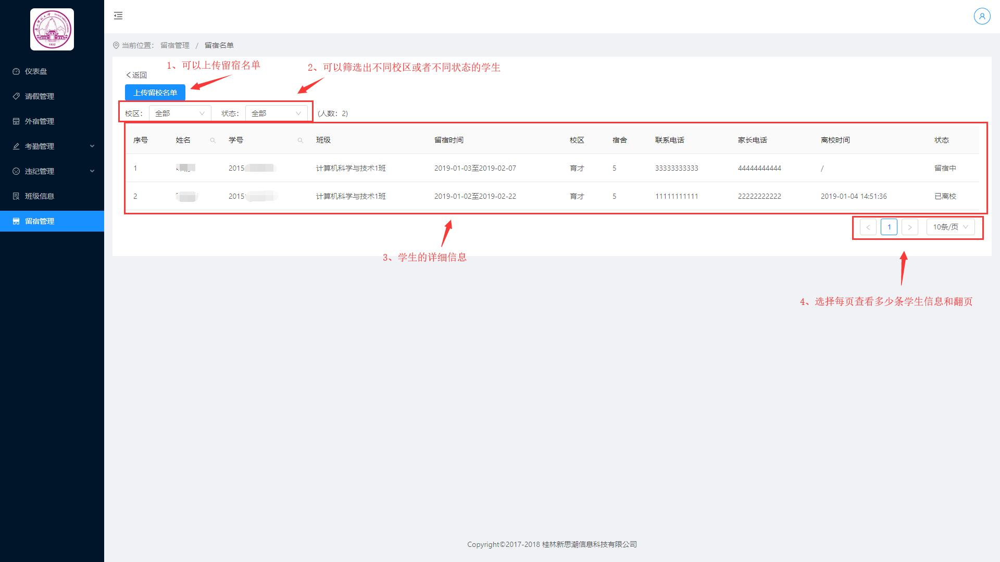 1932
当前位置： 留宿管理 / 留宿名单
仪表盘
请假管理
外宿管理
考勤管理
违纪管理
班级信息
留宿管理
返回
1、可以上传留宿名单
2、可以筛选出不同校区或者不同状态的学生
上传留校名单
校区： 全部 状态： 全部 (人数：2)
序号 姓名 学号 班级 留宿时间 校区 宿舍 联系电话 家长电话 离校时间 状态
1 2015 计算机科学与技术1班 2019-01-03至2019-02-07 育才 5 33333333333 44444444444 / 留宿中
2 2015 计算机科学与技术1班 2019-01-02至2019-02-22 育才 5 11111111111 22222222222 2019-01-04 14:51:36 已离校
< 1 > 10条/页
3、学生的详细信息
4、选择每页查看多少条学生信息和翻页
Copyright©2017-2018 桂林新思潮信息科技有限公司